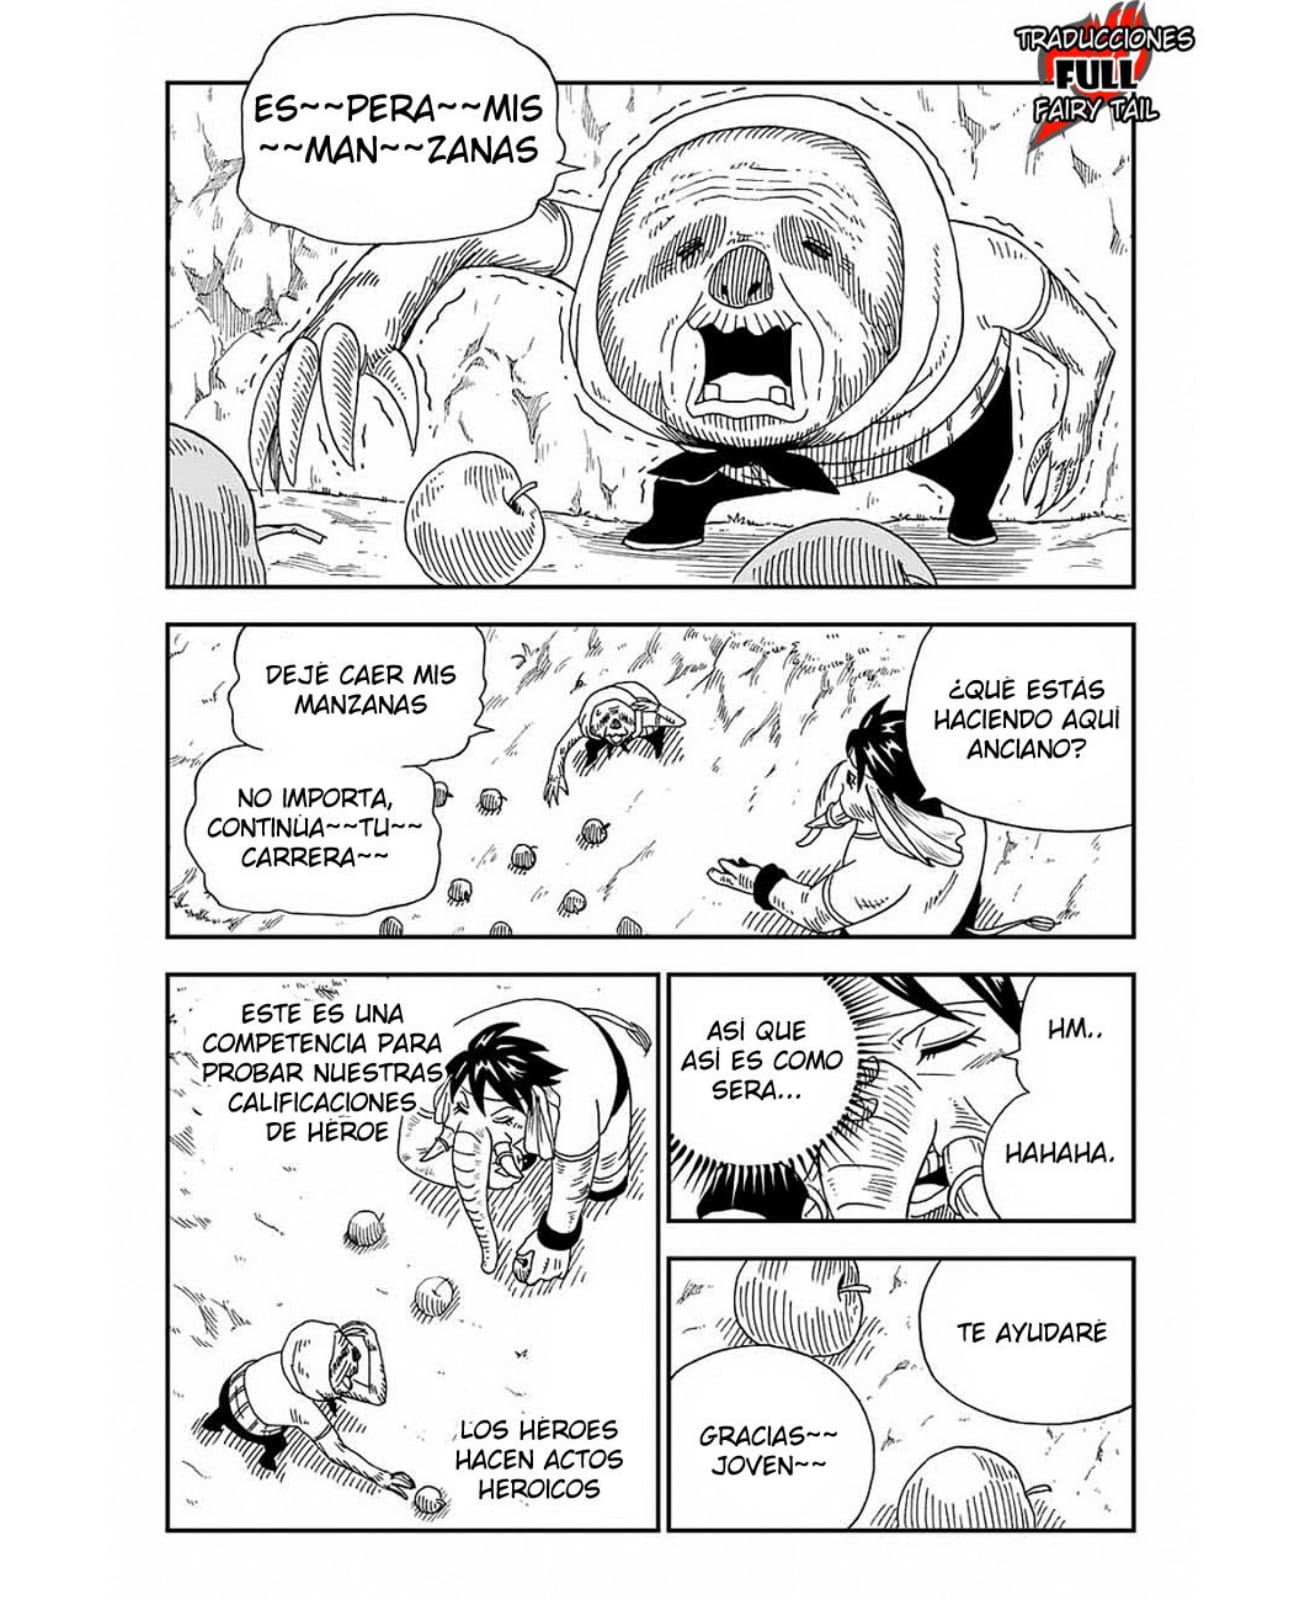 TRADUCCIONES
FULL
FAIRY TAIL
ES~~PERA~~MIS
~~MAN~~ZANAS
¿QUÉ ESTÁS
HACIENDO AQUÍ
ANCIANO?
DEJÉ CAER MIS
MANZANAS
NO IMPORTA,
CONTINÚA~~TU~~
CARRERA~~
HM..
HAHAHA.
ASÍ QUE
ASÍ ES COMO
SERA...
TE AYUDARÉ
GRACIAS~~
JOVEN~~
ESTE ES UNA
COMPETENCIA PARA
PROBAR NUESTRAS
CALIFICACIONES
DE HÉROE
LOS HÉROES
HACEN ACTOS
HEROICOS